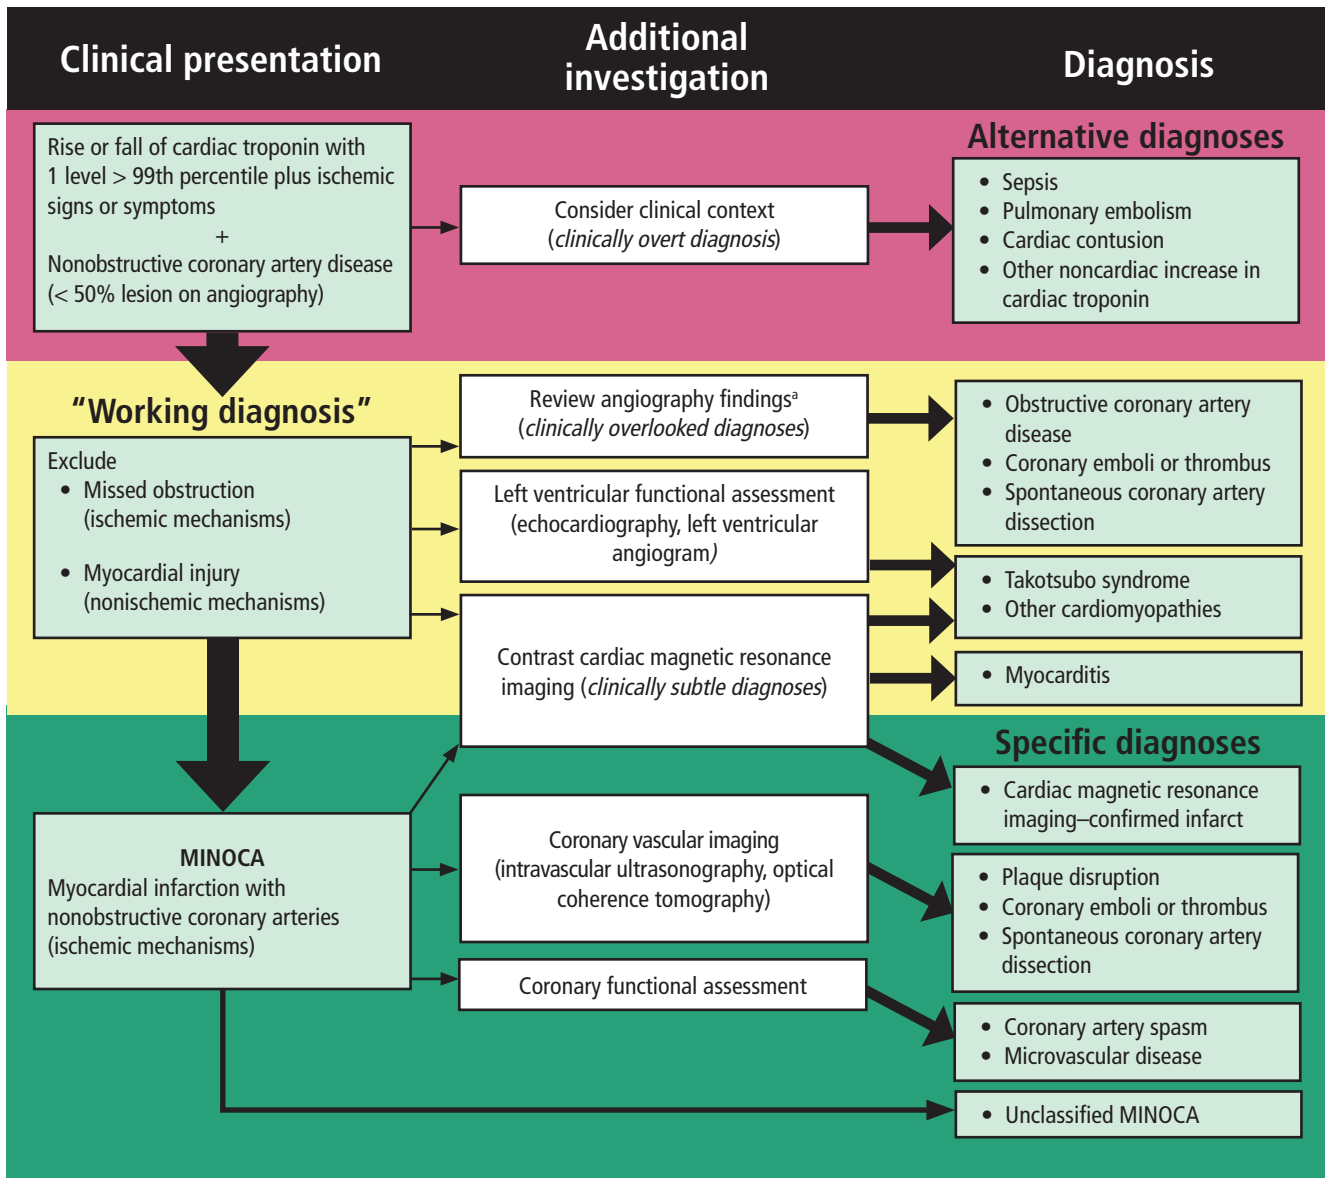 Clinical presentation
Additional
investigation
Diagnosis
Rise or fall of cardiac troponin with
1 level > 99th percentile plus ischemic
signs or symptoms
+
Nonobstructive coronary artery disease
(< 50% lesion on angiography)
Consider clinical context
(clinically overt diagnosis)
Alternative diagnoses
• Sepsis
• Pulmonary embolism
• Cardiac contusion
• Other noncardiac increase in
cardiac troponin
“Working diagnosis”
Exclude
• Missed obstruction
(ischemic mechanisms)
• Myocardial injury
(nonischemic mechanisms)
Review angiography findingsᵃ
(clinically overlooked diagnoses)
Left ventricular functional assessment
(echocardiography, left ventricular
angiogram)
Contrast cardiac magnetic resonance
imaging (clinically subtle diagnoses)
• Obstructive coronary artery
disease
• Coronary emboli or thrombus
• Spontaneous coronary artery
dissection
• Takotsubo syndrome
• Other cardiomyopathies
• Myocarditis
MINOCA
Myocardial infarction with
nonobstructive coronary arteries
(ischemic mechanisms)
Coronary vascular imaging
(intravascular ultrasonography, optical
coherence tomography)
Coronary functional assessment
Specific diagnoses
• Cardiac magnetic resonance
imaging–confirmed infarct
• Plaque disruption
• Coronary emboli or thrombus
• Spontaneous coronary artery
dissection
• Coronary artery spasm
• Microvascular disease
• Unclassified MINOCA